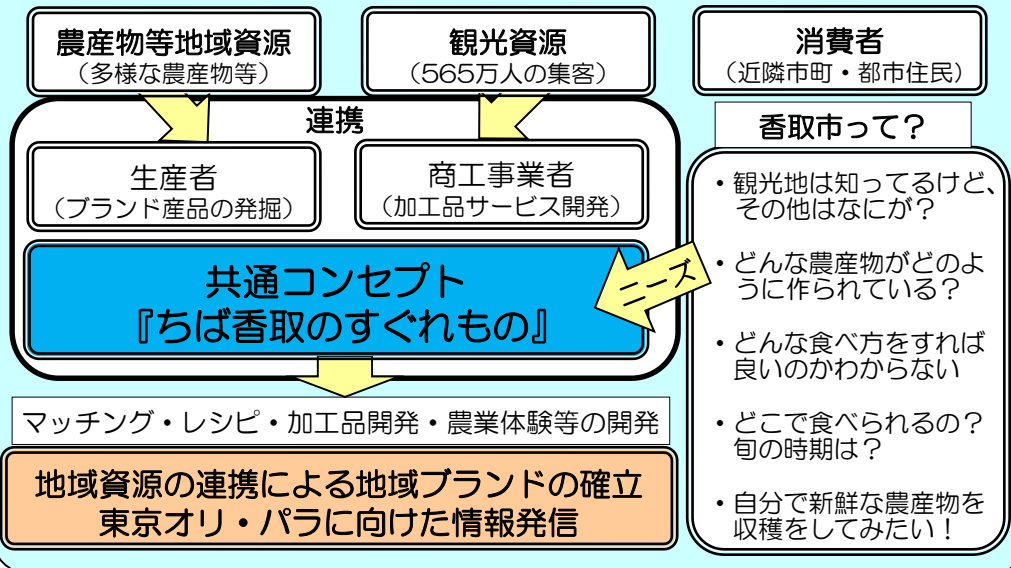 農産物等地域資源
（多様な農産物等）
観光資源
（565万人の集客）
消費者
（近隣市町・都市住民）
連携
生産者
（ブランド産品の発掘）
商工事業者
（加工品サービス開発）
共通コンセプト
『ちば香取のすぐれもの』
ニーズ
マッチング・レシピ・加工品開発・農業体験等の開発
地域資源の連携による地域ブランドの確立
東京オリ・パラに向けた情報発信
香取市って？
・観光地は知ってるけど、
その他はなにが？
・どんな農産物がどのよ
うに作られている？
・どんな食べ方をすれば
良いのかわからない
・どこで食べられるの？
旬の時期は？
・自分で新鮮な農産物を
収穫をしてみたい！